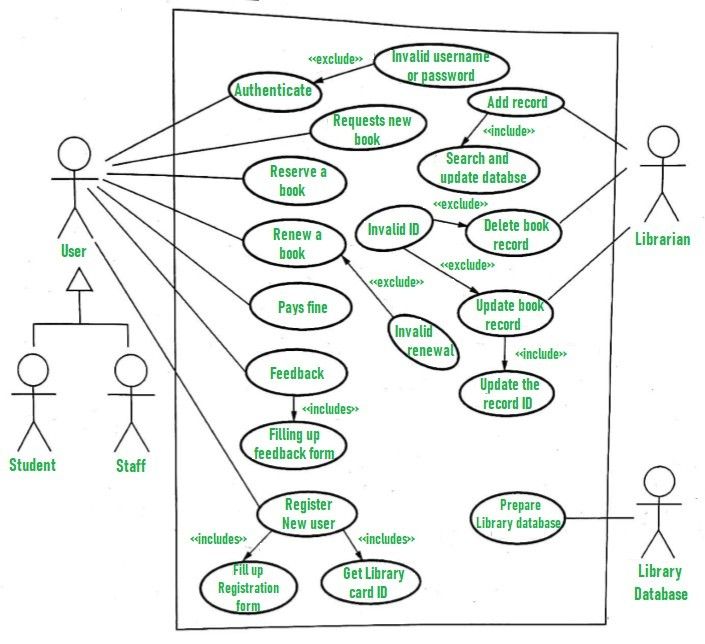 Invalid username
or password
<<exclude>>
Authenticate
Add record
Requests new
book
<<include>>
Search and
update databse
Reserve a
book
<<exclude>>
Invalid ID
Delete book
record
Renew a
book
User
Librarian
<<exclude>>
<<exclude>>
Pays fine
Update book
record
Invalid
renewal
<<include>>
Feedback
Update the
record ID
<<includes>>
Filling up
feedback form
Student
Staff
Register
New user
Prepare
Library database
<<includes>>
<<includes>>
Fill up
Registration
form
Get Library
card ID
Library
Database